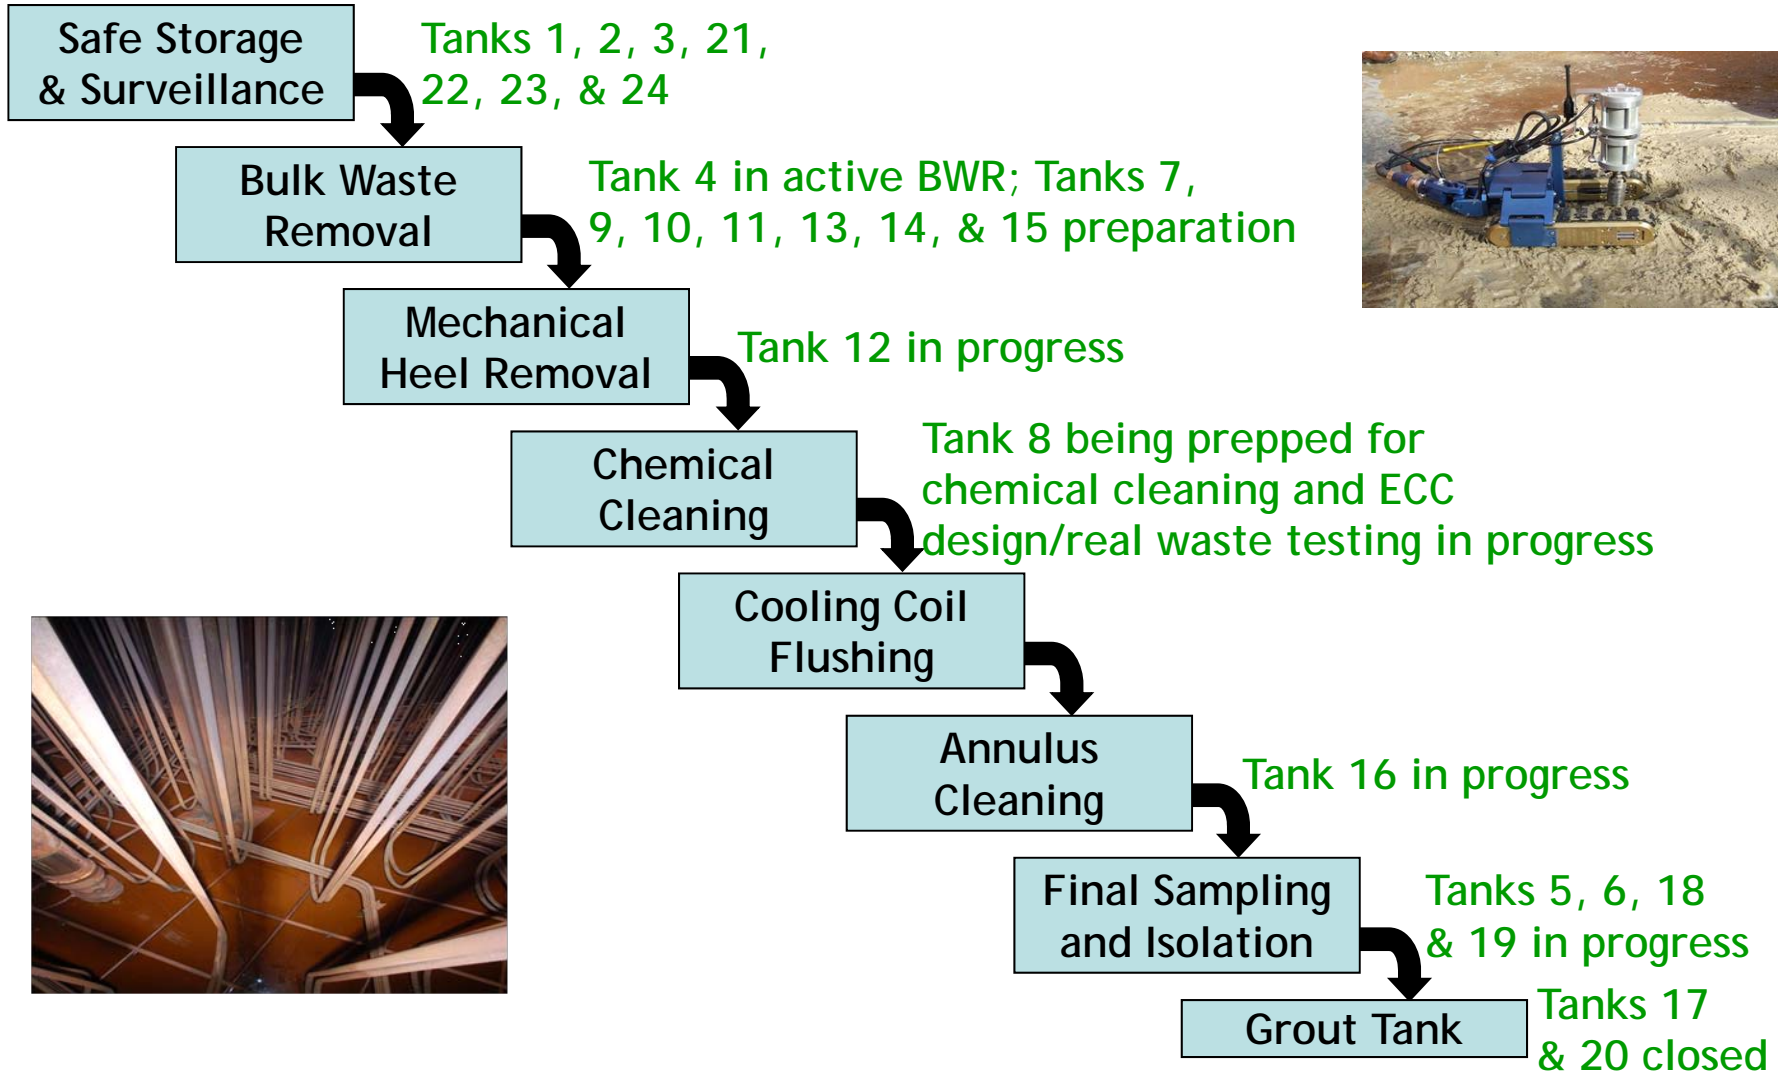 Safe Storage
& Surveillance
Tanks 1, 2, 3, 21,
22, 23, & 24
Bulk Waste
Removal
Tank 4 in active BWR; Tanks 7,
9, 10, 11, 13, 14, & 15 preparation
Mechanical
Heel Removal
Tank 12 in progress
Chemical
Cleaning
Tank 8 being prepped for
chemical cleaning and ECC
design/real waste testing in progress
Cooling Coil
Flushing
Annulus
Cleaning
Tank 16 in progress
Final Sampling
and Isolation
Tanks 5, 6, 18
& 19 in progress
Grout Tank
Tanks 17
& 20 closed